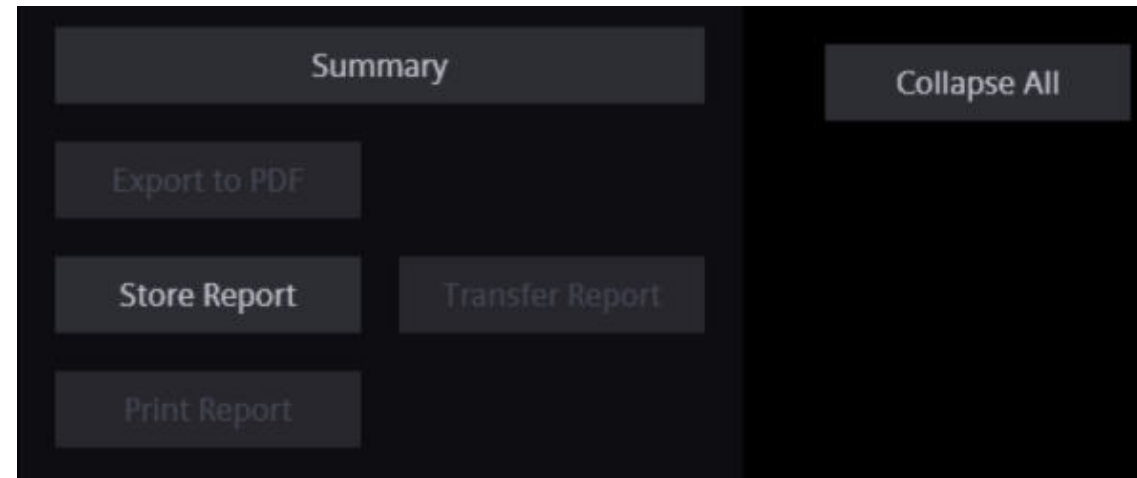 Summary
Collapse All
Export to PDF
Store Report
Transfer Report
Print Report